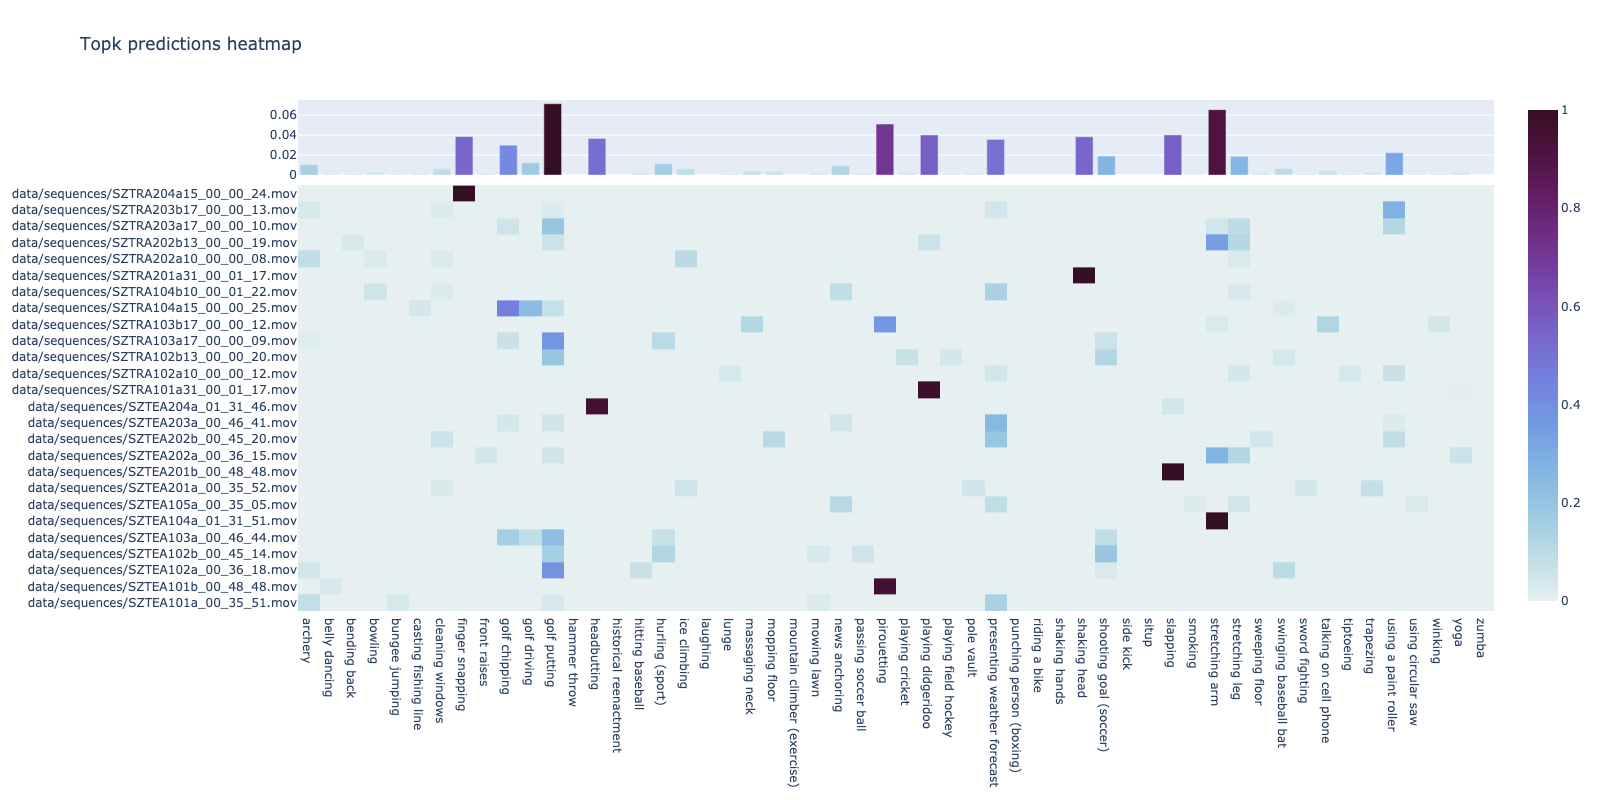 Topk predictions heatmap
0.06
0.04
0.02
0
1
0.8
0.6
0.4
0.2
0
data/sequences/SZTRA204a15_00_00_24.mov
data/sequences/SZTRA203b17_00_00_13.mov
data/sequences/SZTRA203a17_00_00_10.mov
data/sequences/SZTRA202b13_00_00_19.mov
data/sequences/SZTRA202a10_00_00_08.mov
data/sequences/SZTRA201a31_00_01_17.mov
data/sequences/SZTRA104b10_00_01_22.mov
data/sequences/SZTRA104a15_00_00_25.mov
data/sequences/SZTRA103b17_00_00_12.mov
data/sequences/SZTRA103a17_00_00_09.mov
data/sequences/SZTRA102b13_00_00_20.mov
data/sequences/SZTRA102a10_00_00_12.mov
data/sequences/SZTRA101a31_00_01_17.mov
data/sequences/SZTEA204a_01_31_46.mov
data/sequences/SZTEA203a_00_46_41.mov
data/sequences/SZTEA202b_00_45_20.mov
data/sequences/SZTEA202a_00_36_15.mov
data/sequences/SZTEA201b_00_48_48.mov
data/sequences/SZTEA201a_00_35_52.mov
data/sequences/SZTEA105a_00_35_05.mov
data/sequences/SZTEA104a_01_31_51.mov
data/sequences/SZTEA103a_00_46_44.mov
data/sequences/SZTEA102b_00_45_14.mov
data/sequences/SZTEA102a_00_36_18.mov
data/sequences/SZTEA101b_00_48_48.mov
data/sequences/SZTEA101a_00_35_51.mov
archery
belly dancing
bending back
bowling
bungee jumping
casting fishing line
cleaning windows
finger snapping
front raises
golf chipping
golf driving
golf putting
hammer throw
headbutting
historical reenactment
hitting baseball
hurling (sport)
ice climbing
laughing
lunge
massaging neck
mopping floor
mountain climber (exercise)
mowing lawn
news anchoring
passing soccer ball
pirouetting
playing cricket
playing didgeridoo
playing field hockey
pole vault
presenting weather forecast
punching person (boxing)
riding a bike
shaking hands
shaking head
shooting goal (soccer)
side kick
situp
slapping
smoking
stretching arm
stretching leg
sweeping floor
swinging baseball bat
sword fighting
talking on cell phone
tiptoeing
trapezing
using a paint roller
using circular saw
winking
yoga
zumba